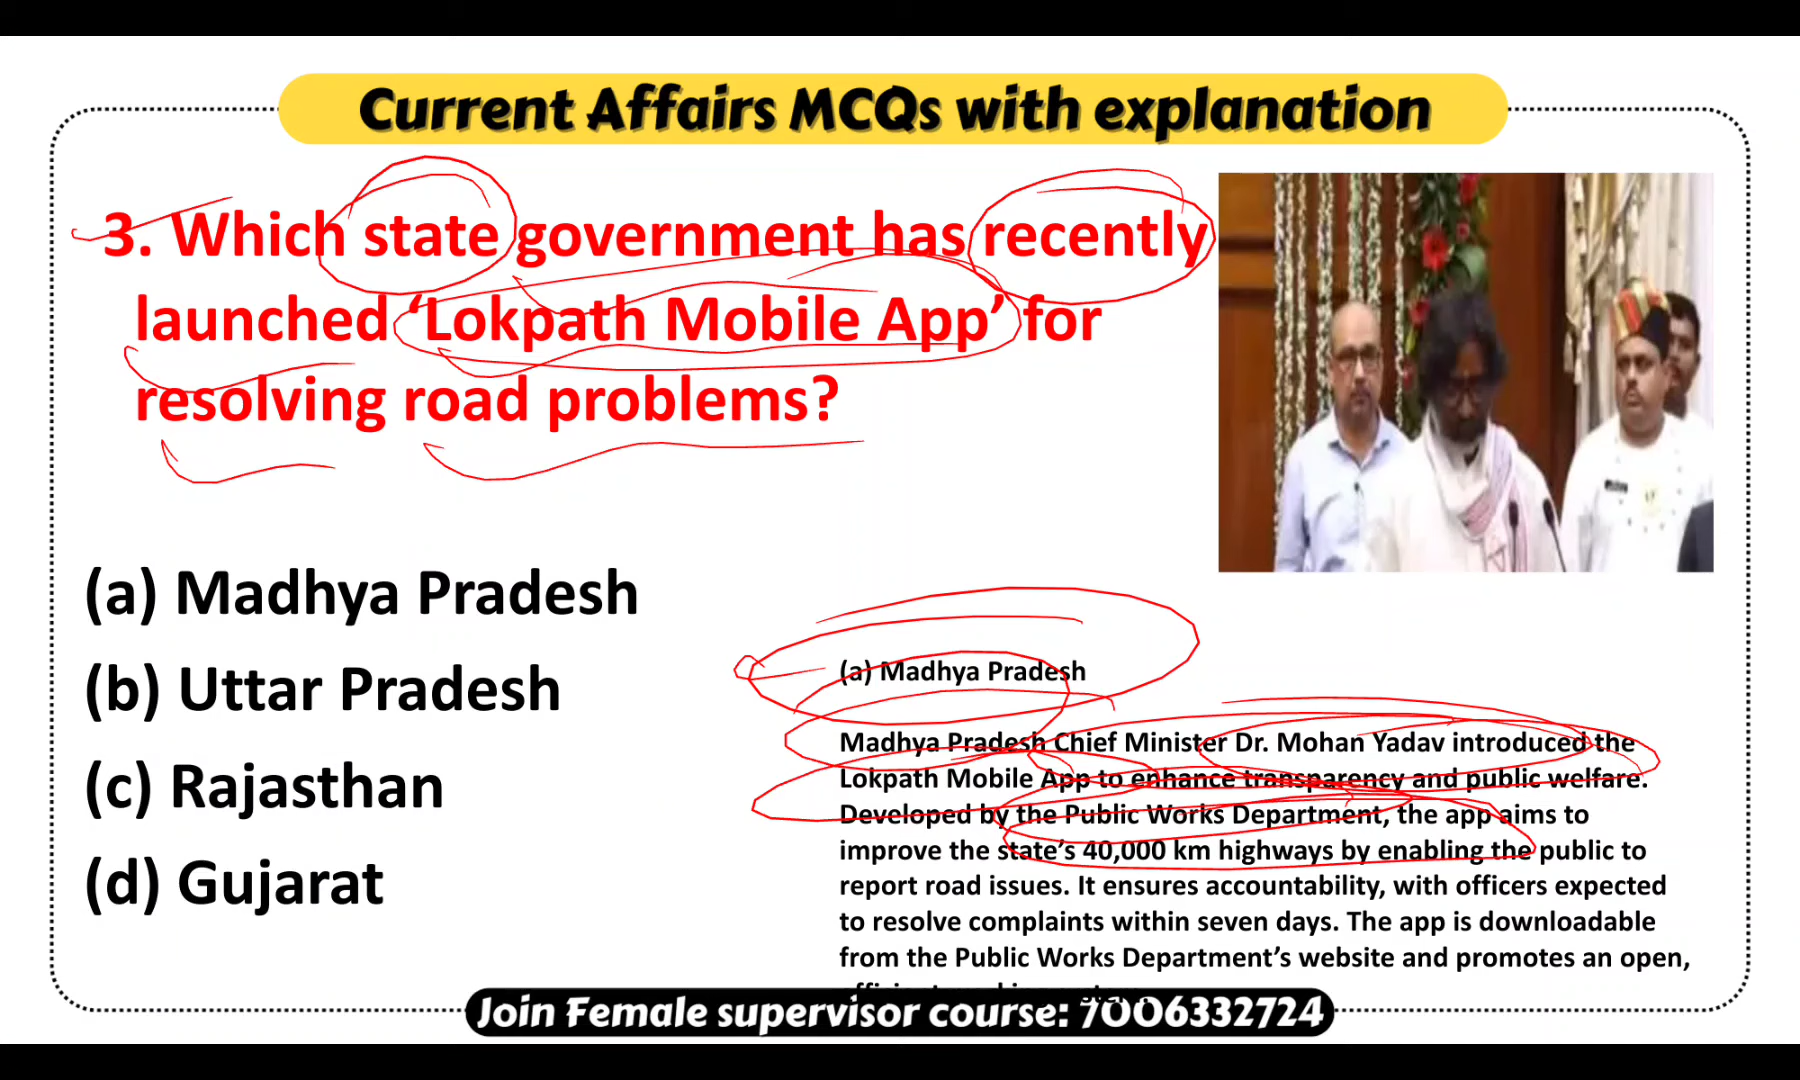 Current Affairs MCQs with explanation
3. Which state government has recently
launched ‘Lokpath Mobile App’ for
resolving road problems?
(a) Madhya Pradesh
(b) Uttar Pradesh
(c) Rajasthan
(d) Gujarat
(a) Madhya Pradesh
Madhya Pradesh Chief Minister Dr. Mohan Yadav introduced the
Lokpath Mobile App to enhance transparency and public welfare.
Developed by the Public Works Department, the app aims to
improve the state’s 40,000 km highways by enabling the public to
report road issues. It ensures accountability, with officers expected
to resolve complaints within seven days. The app is downloadable
from the Public Works Department’s website and promotes an open,
Join Female supervisor course: 7006332724